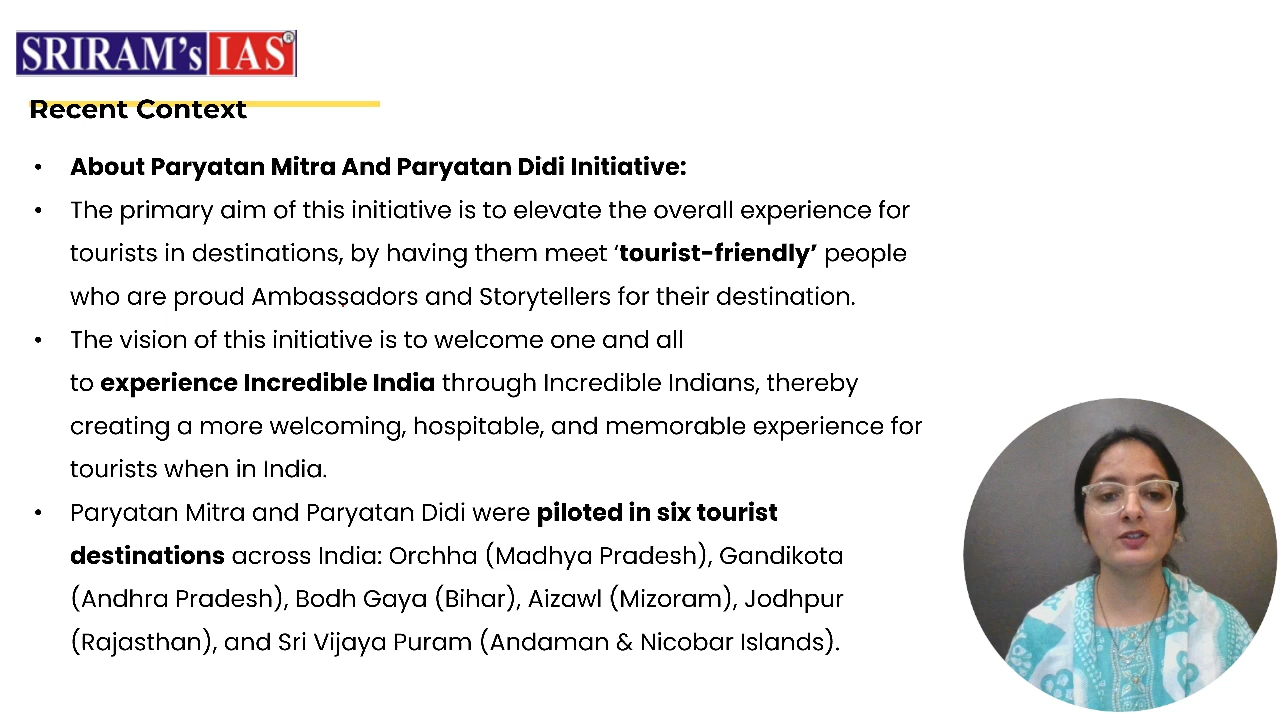 SRIRAM's IAS®
Recent Context
• About Paryatan Mitra And Paryatan Didi Initiative:
• The primary aim of this initiative is to elevate the overall experience for
tourists in destinations, by having them meet ‘tourist-friendly’ people
who are proud Ambassadors and Storytellers for their destination.
• The vision of this initiative is to welcome one and all
to experience Incredible India through Incredible Indians, thereby
creating a more welcoming, hospitable, and memorable experience for
tourists when in India.
• Paryatan Mitra and Paryatan Didi were piloted in six tourist
destinations across India: Orchha (Madhya Pradesh), Gandikota
(Andhra Pradesh), Bodh Gaya (Bihar), Aizawl (Mizoram), Jodhpur
(Rajasthan), and Sri Vijaya Puram (Andaman & Nicobar Islands).